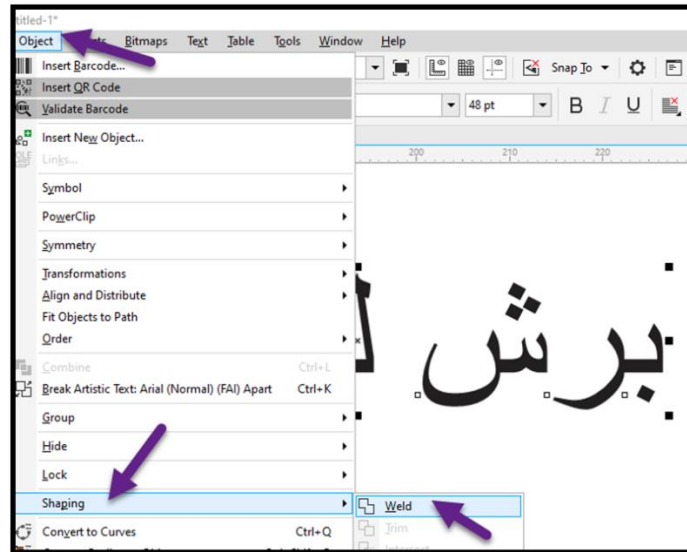 titled-1*
Object Bitmaps Text Table Tools Window Help
Insert Barcode...
Snap To
Insert QR Code
48 pt B I U
Validate Barcode
Insert New Object...
Links...
200 210 220
Symbol
PowerClip
Symmetry
Transformations
Align and Distribute
Fit Objects to Path
Order
برش
Combine Ctrl+L
Break Artistic Text: Arial (Normal) (FAI) Apart Ctrl+K
Group
Hide
Lock
Shaping
Weld
Trim
Convert to Curves Ctrl+Q